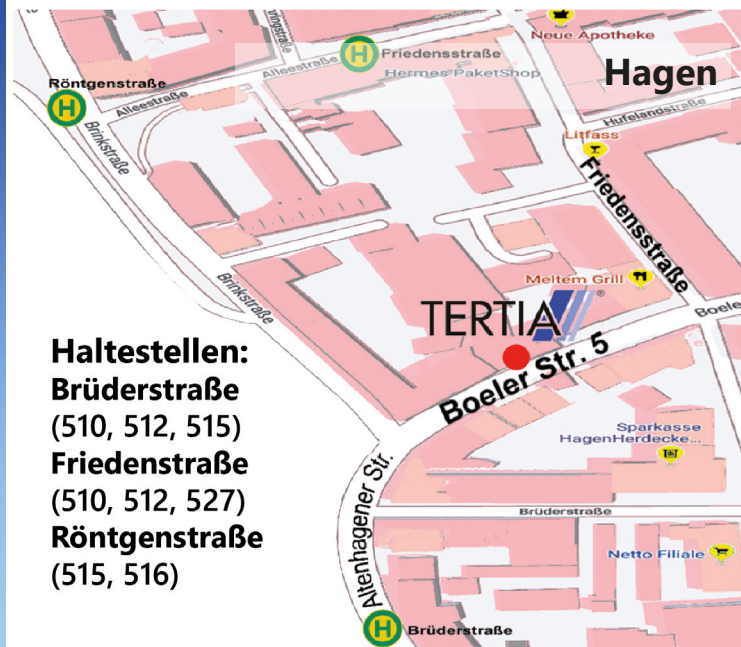 Neue Apotheke
Friedensstraße
Alleestraße
Hermes PaketShop
Hagen
Röntgenstraße
H
H
Alleestraße
Brinkstraße
Hufelandstraße
Litfass
Friedensstraße
Meltem Grill
Brinkstraße
TERTIA®
Boeler
Boeler Str. 5
Haltestellen:
Brüderstraße
(510, 512, 515)
Friedenstraße
(510, 512, 527)
Röntgenstraße
(515, 516)
Sparkasse
HagenHerdecke...
Altenhagener Str.
Brüderstraße
Netto Filiale
H
Brüderstraße